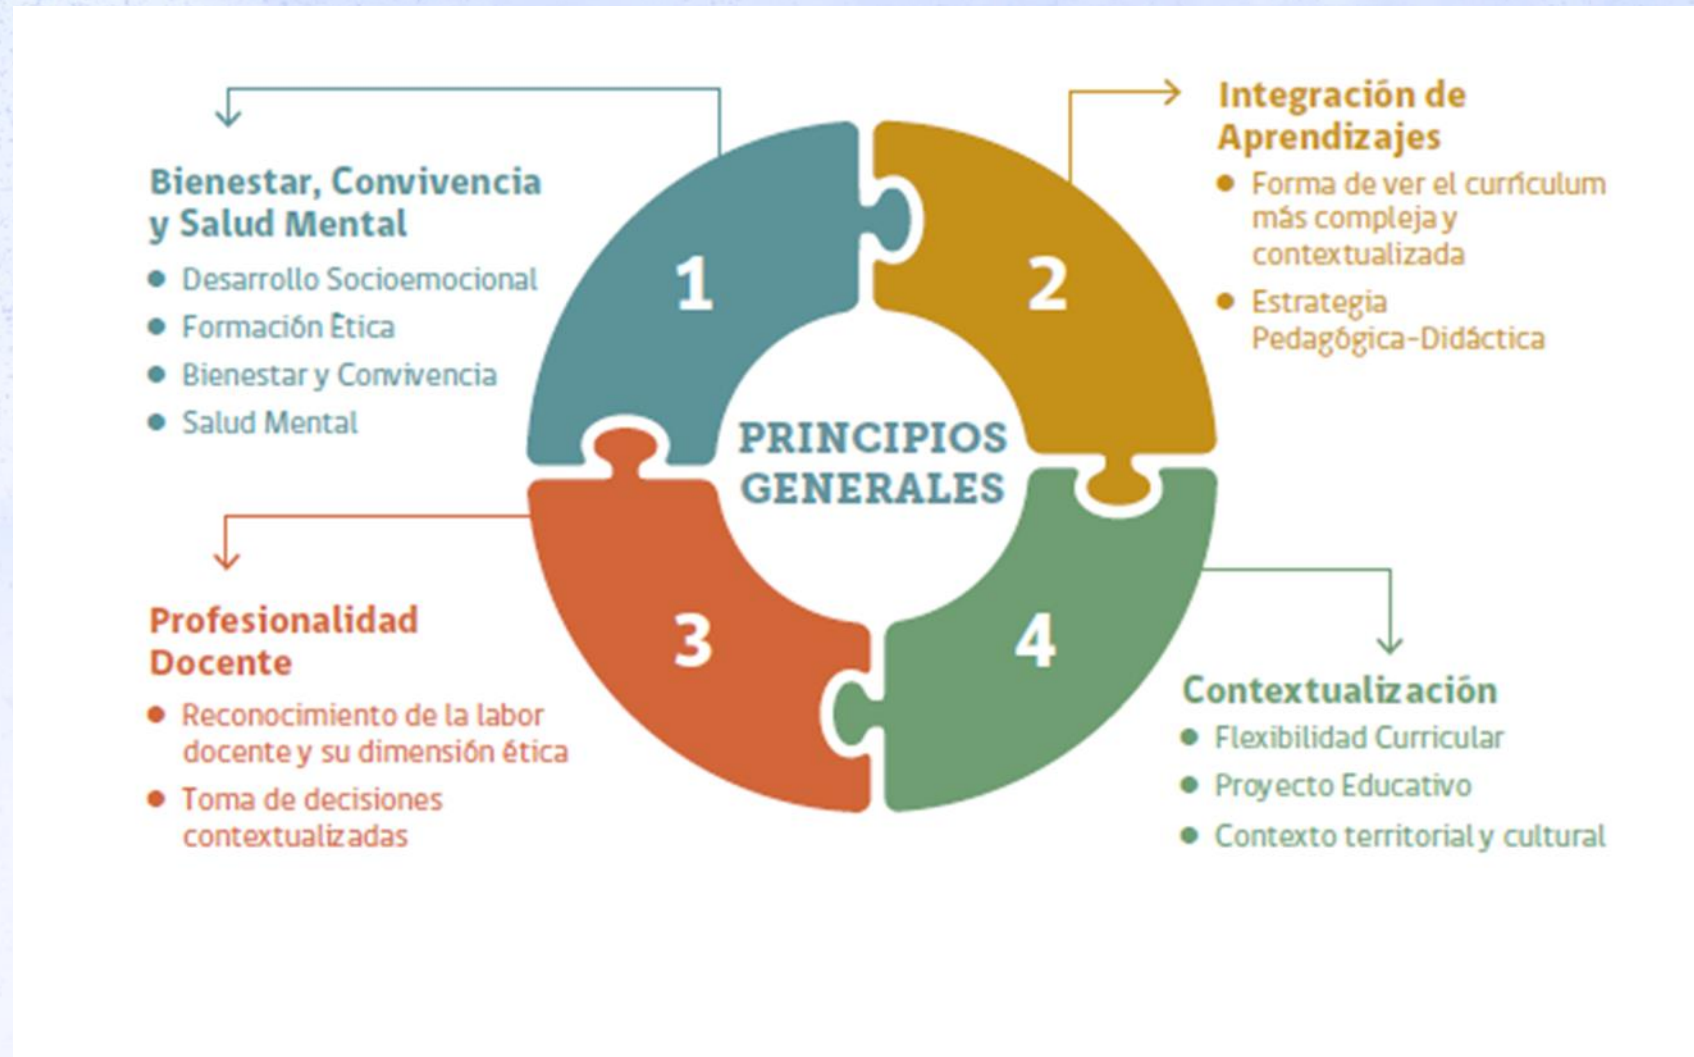 Bienestar, Convivencia
y Salud Mental
● Desarrollo Socioemocional
● Formación Ética
● Bienestar y Convivencia
● Salud Mental
1
Integración de
Aprendizajes
● Forma de ver el currículum
más compleja y
contextualizada
● Estrategia
Pedagógica-Didáctica
2
PRINCIPIOS
GENERALES
Profesionalidad
Docente
● Reconocimiento de la labor
docente y su dimensión ética
● Toma de decisiones
contextualizadas
3
4
Contextualización
● Flexibilidad Curricular
● Proyecto Educativo
● Contexto territorial y cultural